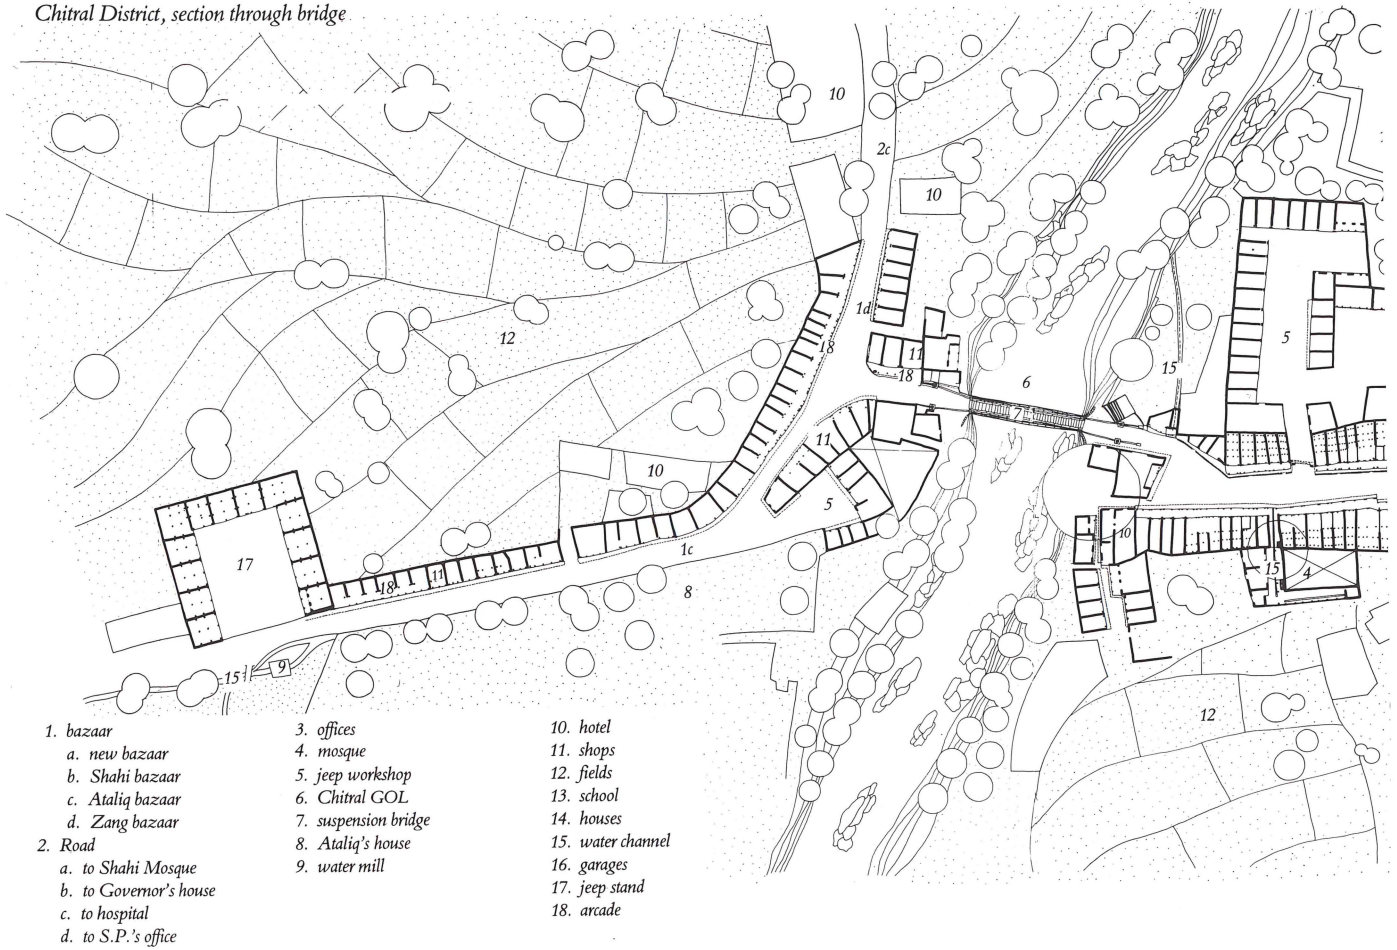 Chitral District, section through bridge
10
2c
10
1d
18
11
18
6
7
15
5
12
11
10
5
1c
17
18
11
8
10
15
4
15
9
12
1. bazaar
a. new bazaar
b. Shahi bazaar
c. Ataliq bazaar
d. Zang bazaar
2. Road
a. to Shahi Mosque
b. to Governor's house
c. to hospital
d. to S.P.'s office
3. offices
4. mosque
5. jeep workshop
6. Chitral GOL
7. suspension bridge
8. Ataliq's house
9. water mill
10. hotel
11. shops
12. fields
13. school
14. houses
15. water channel
16. garages
17. jeep stand
18. arcade